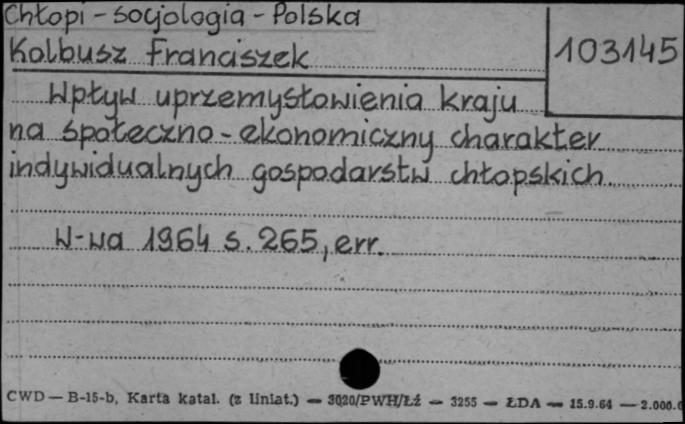 Chłopi - socjologia - Polska
Kolbusz Franciszek
103145
Wpływ uprzemysłowienia kraju
na społeczno-ekonomiczny charakter
indywidualnych gospodarstw chłopskich.
W-wa 1964 s. 265, err.
CWD — B-15-b, Karta katal. (z liniat.) — 3020/PWH/Łź — 3255 — ŁDA — 15.9.64 — 2.000.0